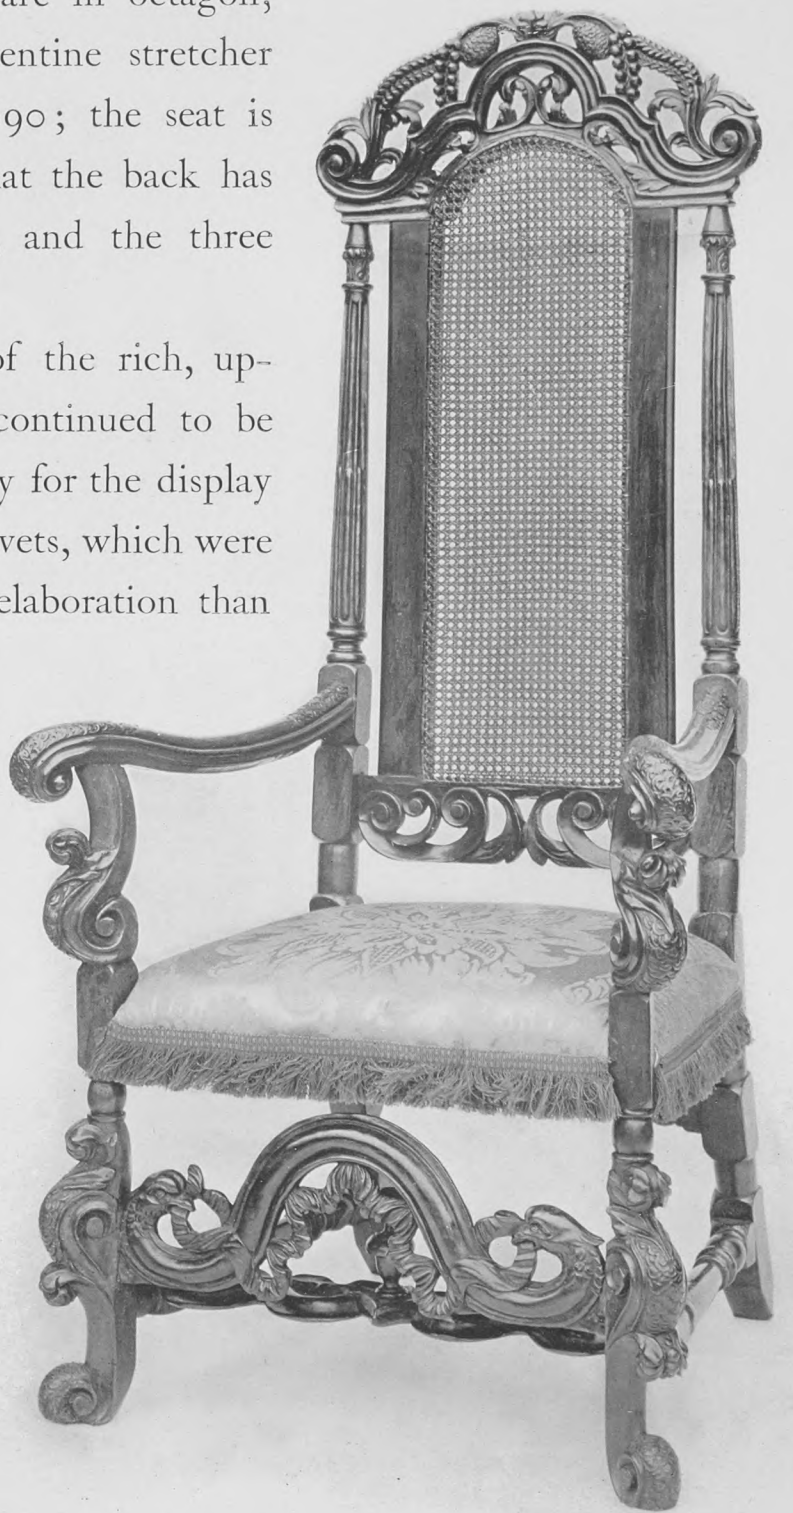 are in octagon,
entine stretcher
90; the seat is
at the back has
and the three
of the rich, up-
continued to be
y for the display
vets, which were
elaboration than